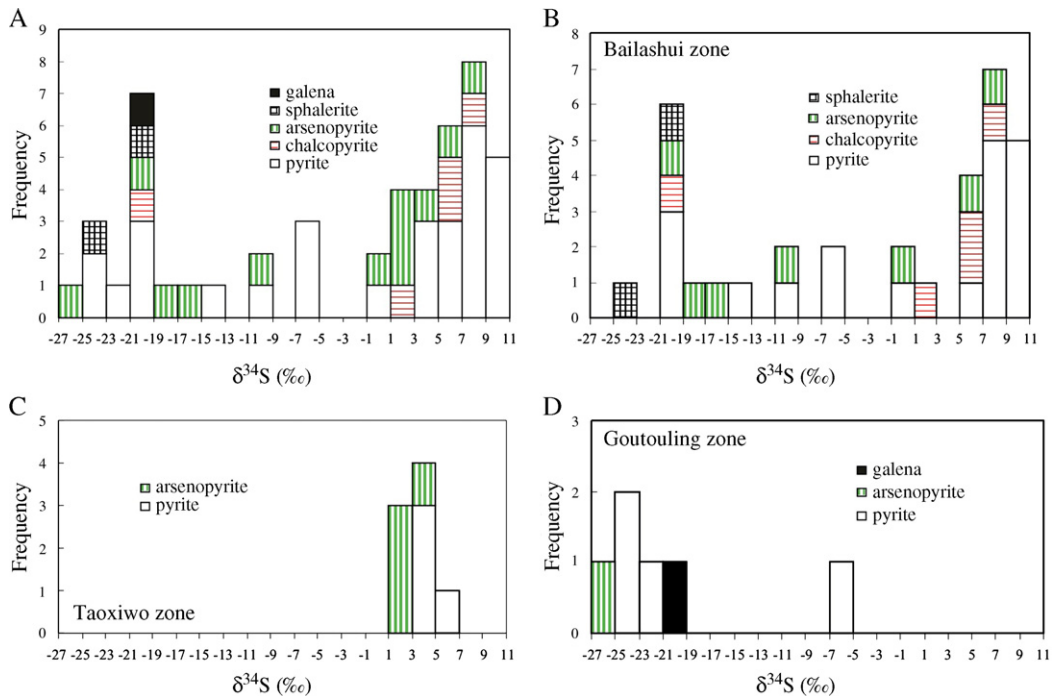 A
B
9
8
7
6
5
4
3
2
1
0
Frequency
galena
sphalerite
arsenopyrite
chalcopyrite
pyrite
-27 -25 -23 -21 -19 -17 -15 -13 -11 -9 -7 -5 -3 -1 1 3 5 7 9 11
δ³⁴S (‰)
Bailashui zone
8
7
6
5
4
3
2
1
0
Frequency
sphalerite
arsenopyrite
chalcopyrite
pyrite
-27 -25 -23 -21 -19 -17 -15 -13 -11 -9 -7 -5 -3 -1 1 3 5 7 9 11
δ³⁴S (‰)
C
D
5
4
3
2
1
0
Frequency
arsenopyrite
pyrite
Taoxiwo zone
-27 -25 -23 -21 -19 -17 -15 -13 -11 -9 -7 -5 -3 -1 1 3 5 7 9 11
δ³⁴S (‰)
Goutouling zone
3
2
1
0
Frequency
galena
arsenopyrite
pyrite
-27 -25 -23 -21 -19 -17 -15 -13 -11 -9 -7 -5 -3 -1 1 3 5 7 9 11
δ³⁴S (‰)